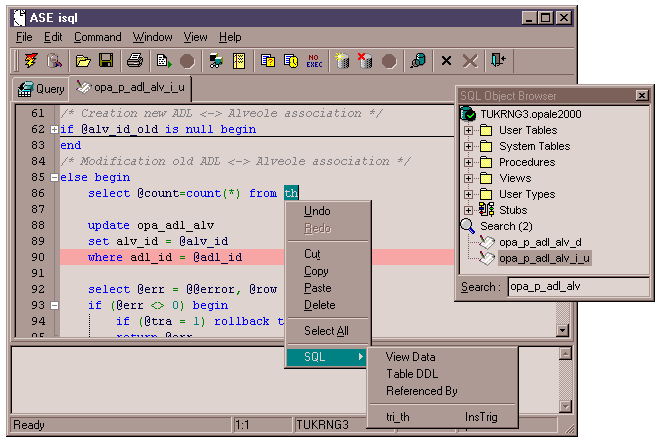 ASE isql
File Edit Command Window View Help
NO EXEC
Query opa_p_adl_alv_i_u
61 /* Creation new ADL <-> Alveole association */
62 if @alv_id_old is null begin
83 end
84 /* Modification old ADL <-> Alveole association */
85 else begin
86 select @count=count(*) from th
87
88 update opa_adl_alv
89 set alv_id = @alv_id
90 where adl_id = @adl_id
91
92 select @err = @@error, @row
93 if (@err <> 0) begin
94 if (@tra = 1) rollback t
95 return @err
Undo
Redo
Cut
Copy
Paste
Delete
Select All
SQL
View Data
Table DDL
Referenced By
tri_th InsTrig
SQL Object Browser
TUKRNG3.opale2000
User Tables
System Tables
Procedures
Views
User Types
Stubs
Search (2)
opa_p_adl_alv_d
opa_p_adl_alv_i_u
Search : opa_p_adl_alv
Ready 1:1 TUKRNG3